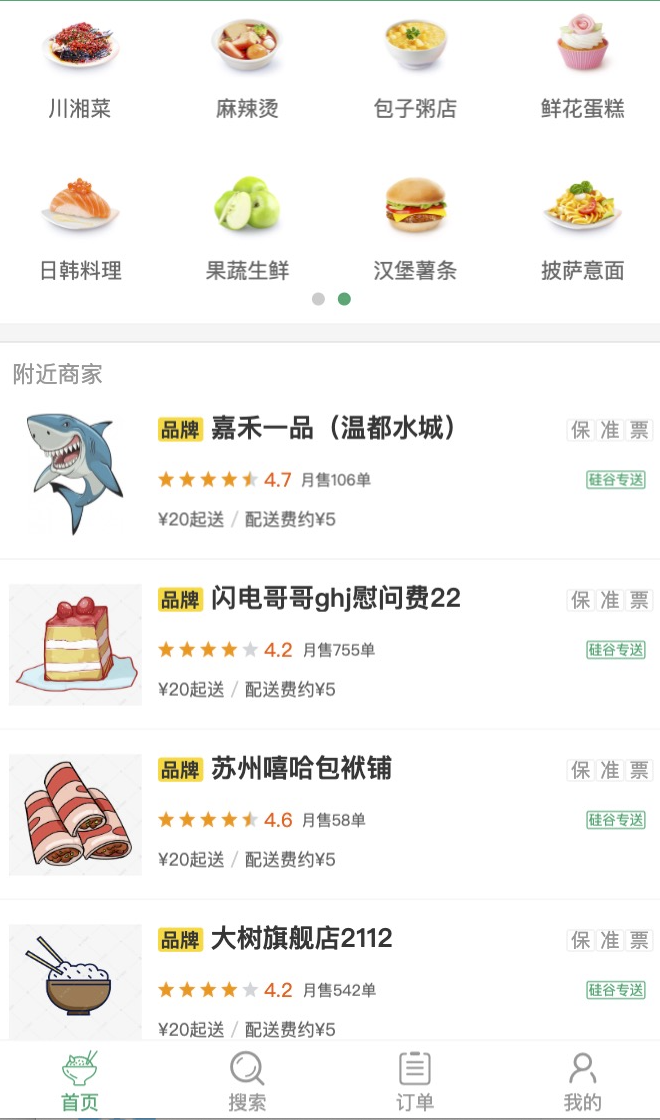 川湘菜 麻辣烫 包子粥店 鲜花蛋糕
日韩料理 果蔬生鲜 汉堡薯条 披萨意面
附近商家
品牌 嘉禾一品（温都水城） 保 准 票
4.7 月售106单 硅谷专送
¥20起送 / 配送费约¥5
品牌 闪电哥哥ghj慰问费22 保 准 票
4.2 月售755单 硅谷专送
¥20起送 / 配送费约¥5
品牌 苏州嘻哈包袱铺 保 准 票
4.6 月售58单 硅谷专送
¥20起送 / 配送费约¥5
品牌 大树旗舰店2112 保 准 票
4.2 月售542单 硅谷专送
¥20起送 / 配送费约¥5
首页 搜索 订单 我的